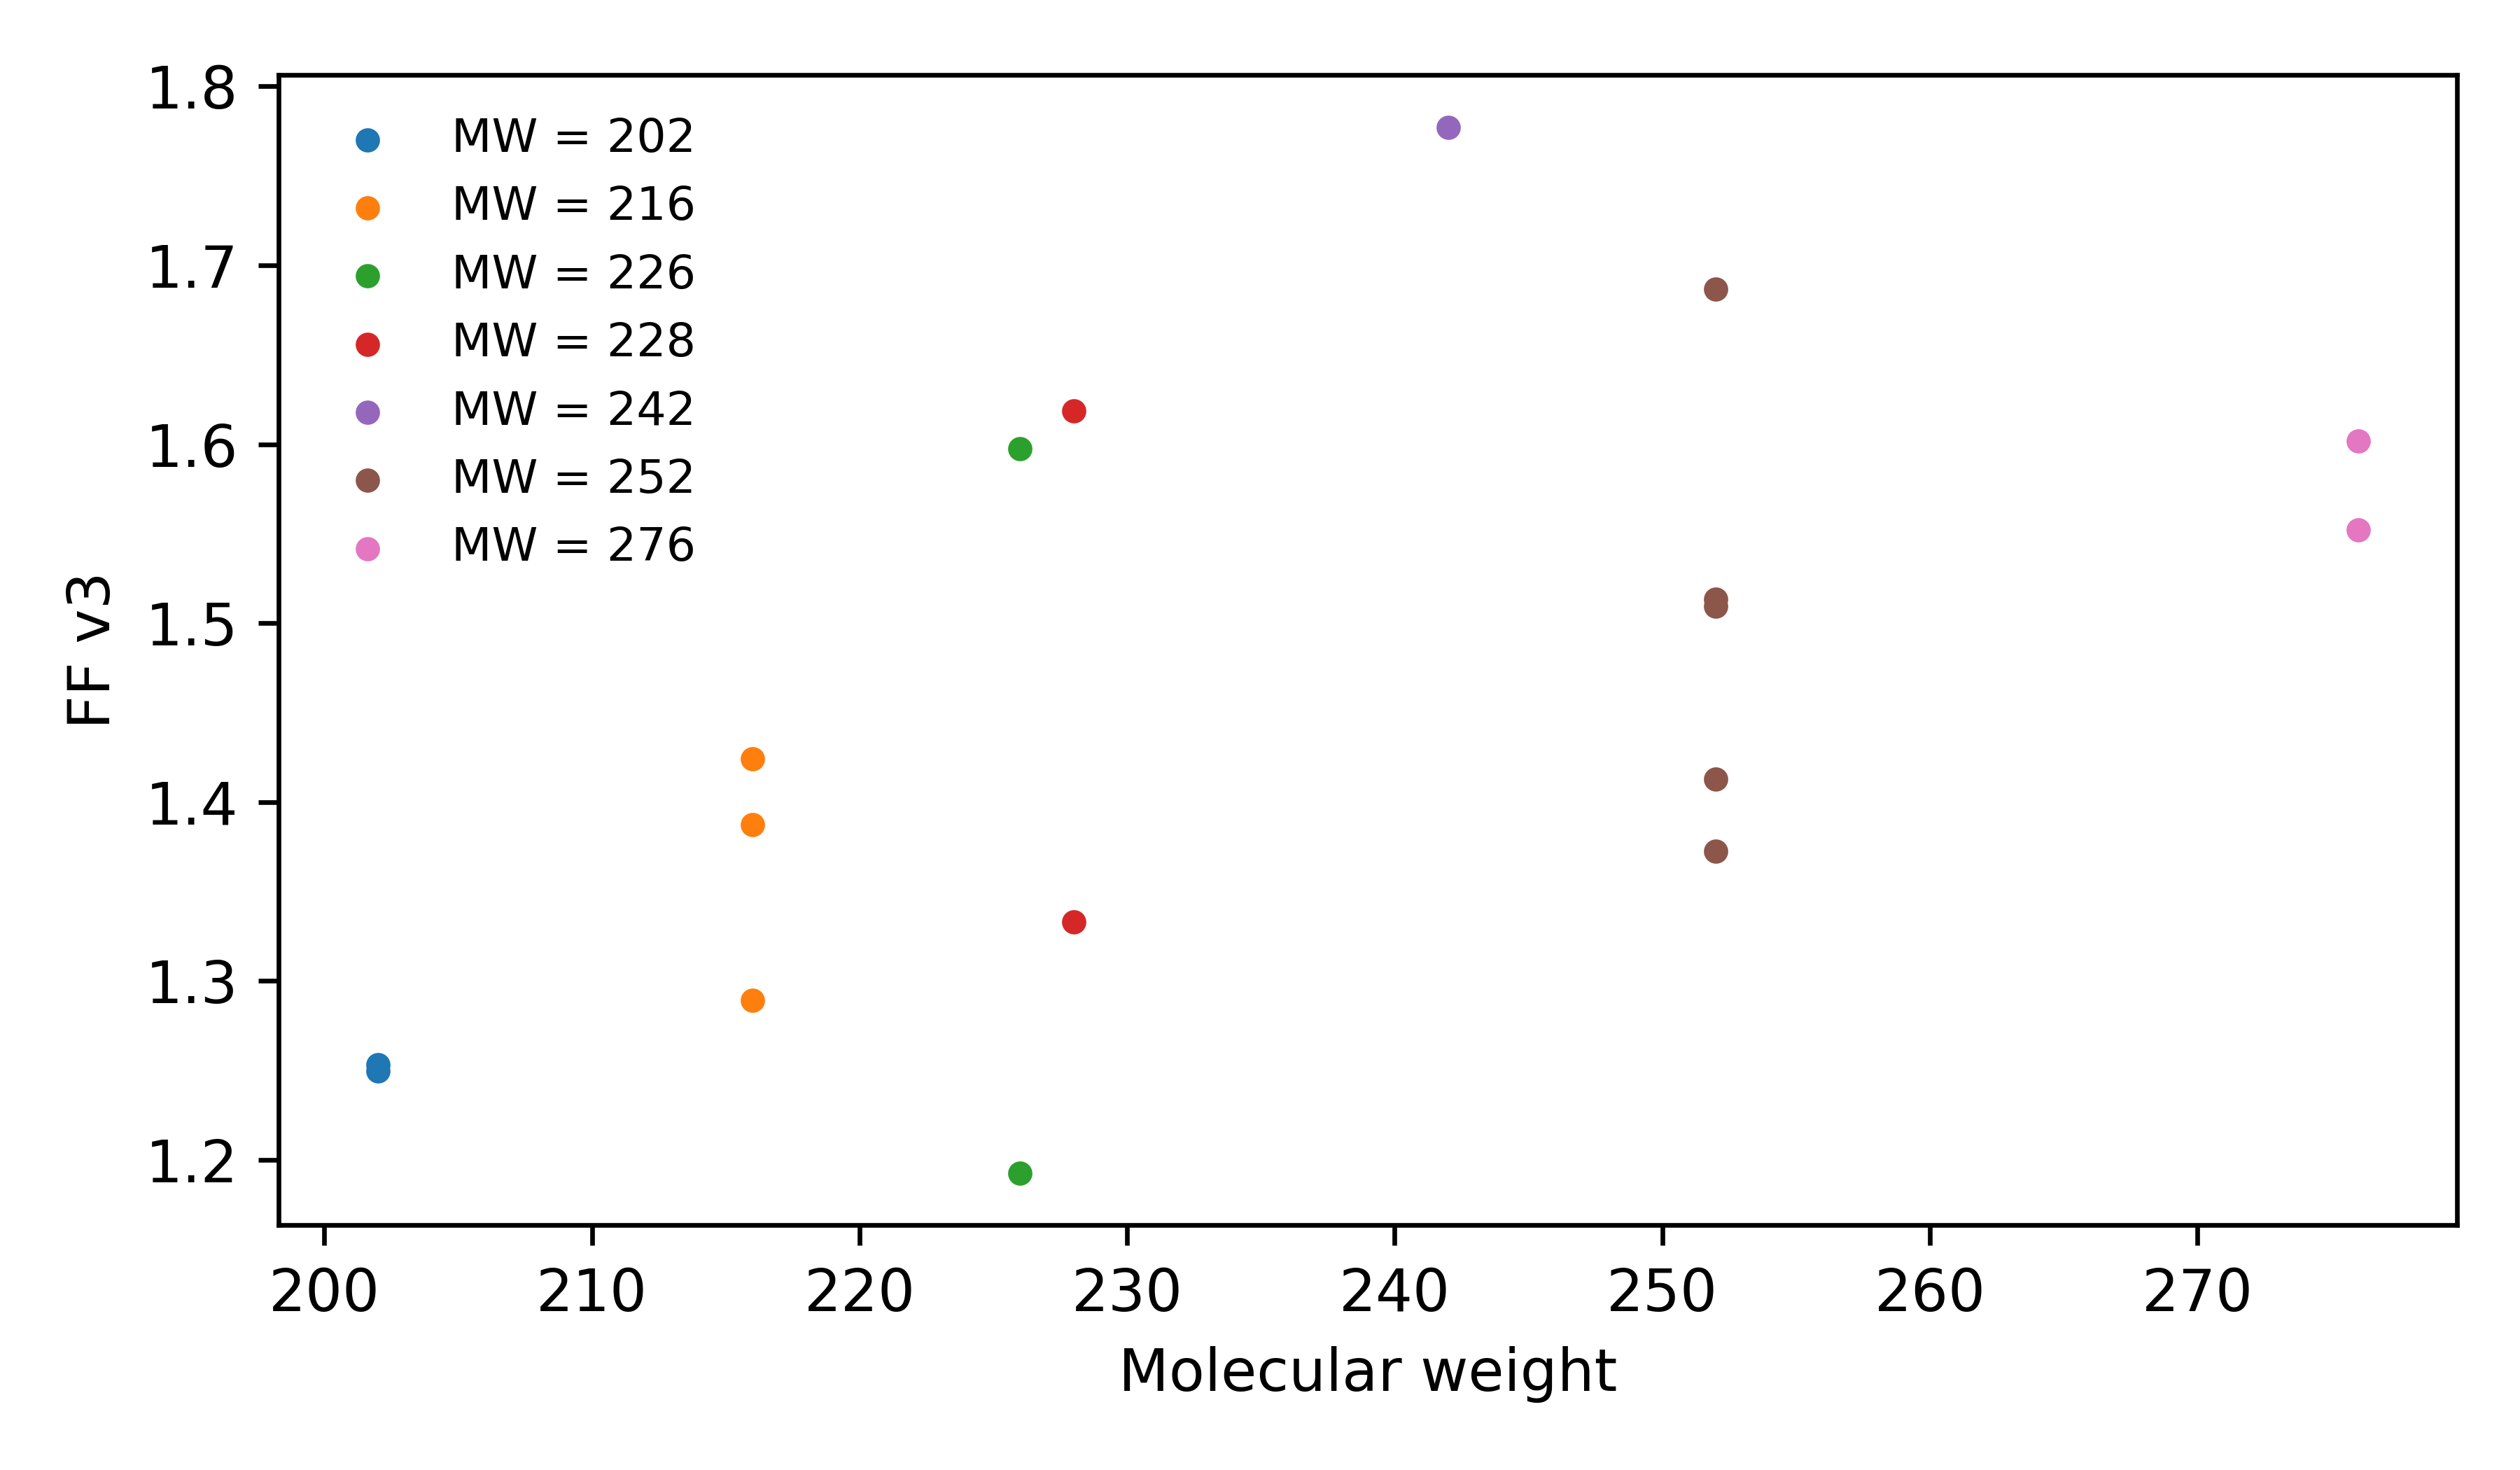 1.8
1.7
1.6
1.5
1.4
1.3
1.2
FF v3
MW = 202
MW = 216
MW = 226
MW = 228
MW = 242
MW = 252
MW = 276
200 210 220 230 240 250 260 270
Molecular weight